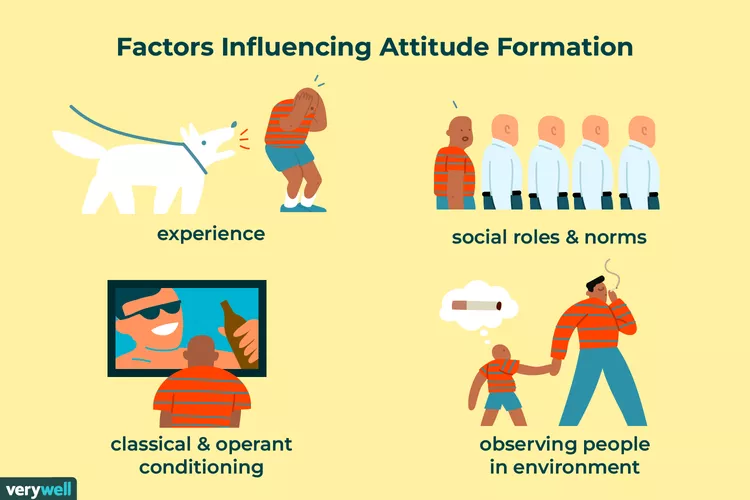 Factors Influencing Attitude Formation
experience
social roles & norms
classical & operant
conditioning
observing people
in environment
verywell